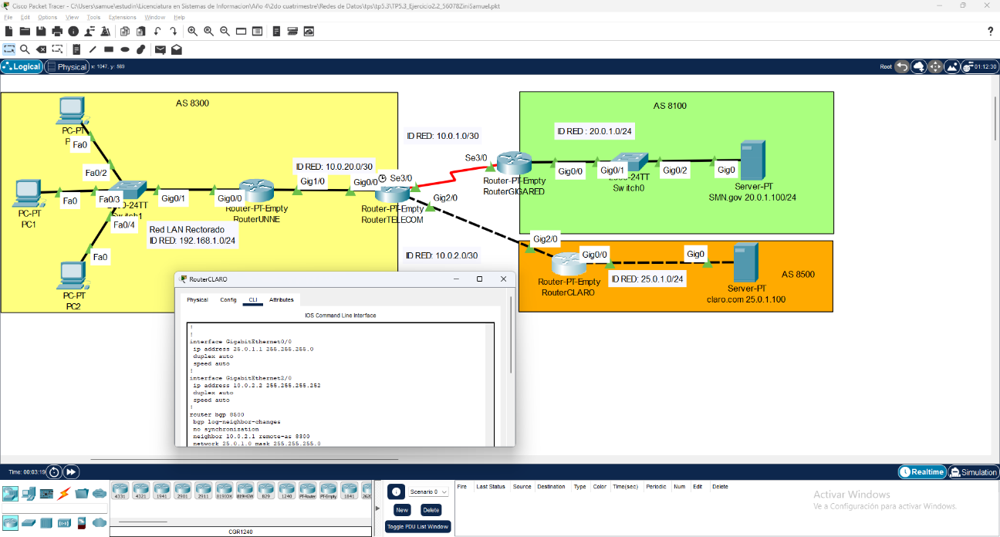 Cisco Packet Tracer - C:\Users\samue\estudin\Licenciatura en Sistemas de Informacion\Año 4\2do cuatrimestre\Redes de Datos\tps\tp5.3\TP5.3_Ejercicio2.2_56078ZiniSamuel.pkt
File Edit Options View Tools Extensions Window Help
Logical Physical x: 1047, y: 589 Root 01:12:30
AS 8300
AS 8100
PC-PT
Fa0
ID RED: 10.0.1.0/30
ID RED : 20.0.1.0/24
Fa0/2
ID RED: 10.0.20.0/30
Se3/0
Gig1/0
Gig0/0
Se3/0
Gig0/0
Gig0/1
Gig0/2
Gig0
Router-PT-Empty
RouterGIGARED
Switch0
Server-PT
SMN.gov 20.0.1.100/24
Fa0
Fa0/3
Gig0/1
Gig0/0
Gig2/0
PC-PT
PC1
Router-PT-Empty
RouterUNNE
Router-PT-Empty
RouterTELECOM
Fa0/4
Red LAN Rectorado
ID RED: 192.168.1.0/24
Fa0
ID RED: 10.0.2.0/30
Gig2/0
Gig0/0
Gig0
ID RED: 25.0.1.0/24
AS 8500
Router-PT-Empty
RouterCLARO
Server-PT
claro.com 25.0.1.100
PC-PT
PC2
RouterCLARO
Physical Config CLI Attributes
IOS Command Line Interface
!
!
interface GigabitEthernet0/0
ip address 25.0.1.1 255.255.255.0
duplex auto
speed auto
!
interface GigabitEthernet2/0
ip address 10.0.2.2 255.255.255.252
duplex auto
speed auto
!
router bgp 8500
bgp log-neighbor-changes
no synchronization
neighbor 10.0.2.1 remote-as 8300
network 25.0.1.0 mask 255.255.255.0
Time: 00:03:19 Realtime Simulation
4331 4321 1941 2901 2911 819IOX 819HGW 829 1240 PT-Router PT-Empty 1841 2620
CGR1240
Scenario 0
New Delete
Toggle PDU List Window
Fire Last Status Source Destination Type Color Time(sec) Periodic Num Edit Delete
Activar Windows
Ve a Configuración para activar Windows.